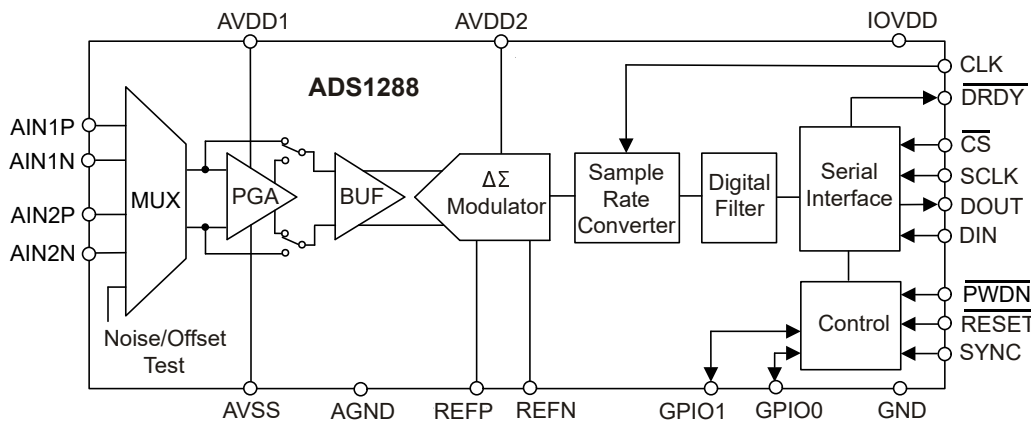 AVDD1
AVDD2
IOVDD
ADS1288
CLK
DRDY
CS
SCLK
DOUT
DIN
PWDN
RESET
SYNC
AIN1P
AIN1N
AIN2P
AIN2N
MUX
PGA
BUF
ΔΣ
Modulator
Sample
Rate
Converter
Digital
Filter
Serial
Interface
Control
Noise/Offset
Test
AVSS
AGND
REFP
REFN
GPIO1
GPIO0
GND